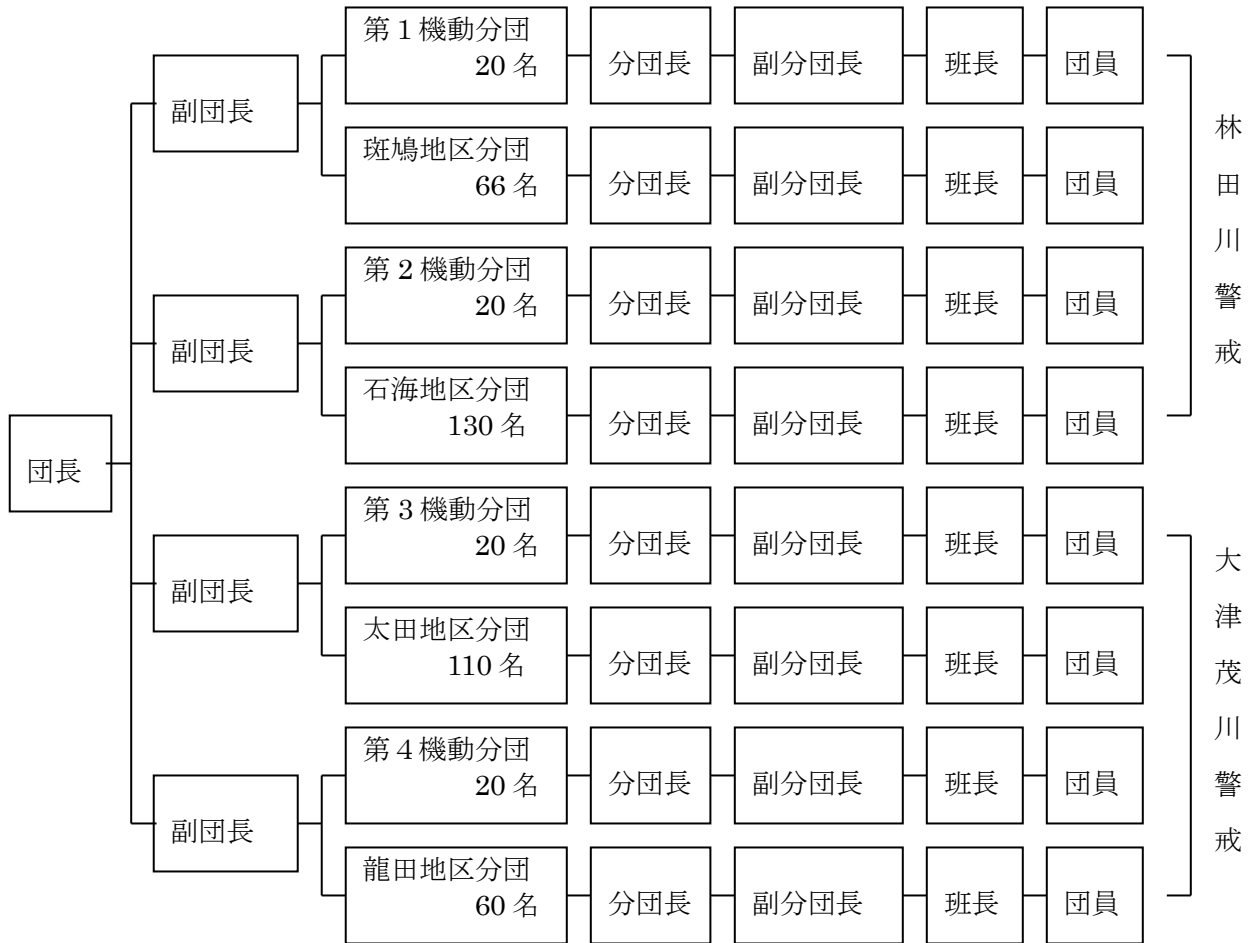 団長
副団長
第１機動分団
20 名
分団長
副分団長
班長
団員
斑鳩地区分団
66 名
分団長
副分団長
班長
団員
副団長
第２機動分団
20 名
分団長
副分団長
班長
団員
石海地区分団
130 名
分団長
副分団長
班長
団員
林田川警戒
副団長
第３機動分団
20 名
分団長
副分団長
班長
団員
太田地区分団
110 名
分団長
副分団長
班長
団員
副団長
第４機動分団
20 名
分団長
副分団長
班長
団員
龍田地区分団
60 名
分団長
副分団長
班長
団員
大津茂川警戒